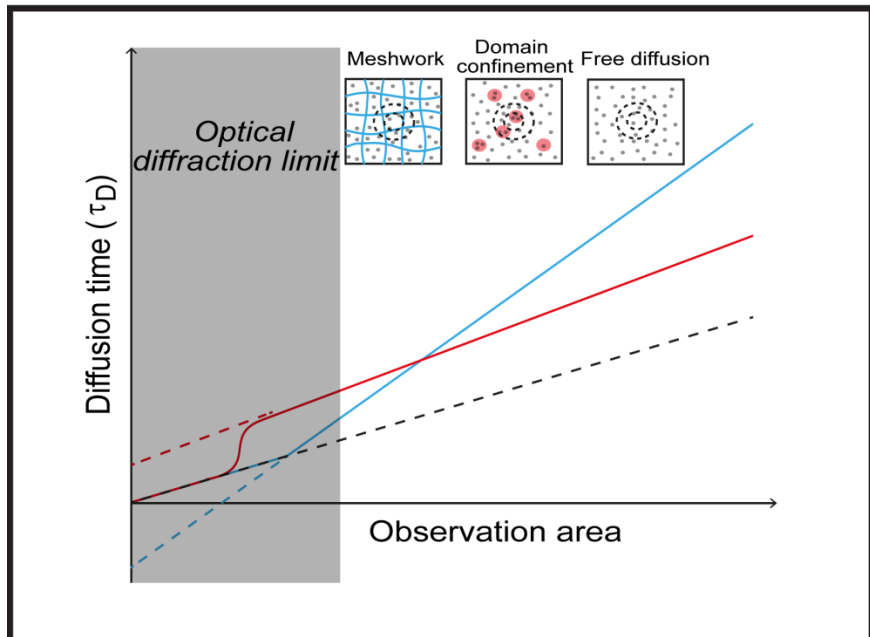 Meshwork
Domain
confinement
Free diffusion
Optical
diffraction limit
Diffusion time (τD)
Observation area